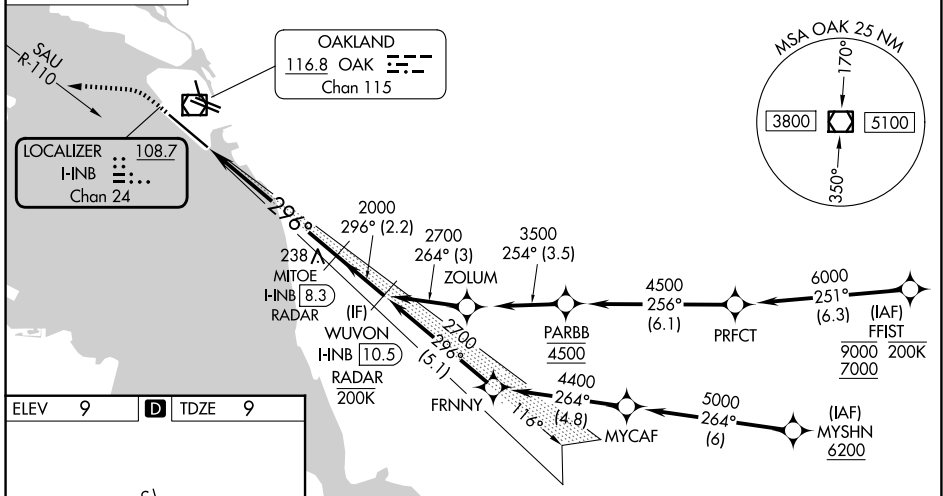 SAU
R-110
OAKLAND
116.8 OAK
Chan 115
LOCALIZER 108.7
I-INB
Chan 24
MSA OAK 25 NM
170°
3800
5100
350°
296°
2000
296° (2.2)
2700
264° (3)
ZOLUM
3500
254° (3.5)
4500
256°
(6.1)
6000
251°
(6.3)
238
MITOE
I-INB 8.3
RADAR
(IF)
WUVON
I-INB 10.5
RADAR
200K
2700
296°
(5.1)
PARBB
4500
PRFCT
(IAF)
FFIST
9000 200K
7000
FRNNY
116°
4400
264°
(4.8)
MYCAF
5000
264°
(6)
(IAF)
MYSHN
6200
ELEV 9 D TDZE 9